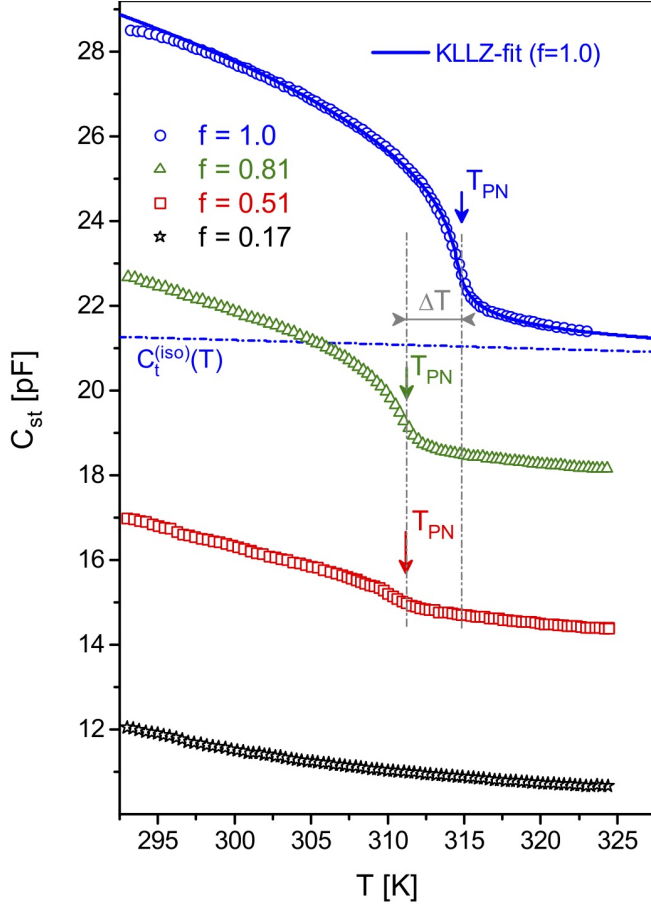 KLLZ-fit (f=1.0)
f = 1.0
f = 0.81
f = 0.51
f = 0.17
T_PN
ΔT
C_t^(iso)(T)
T_PN
T_PN
C_st [pF]
28
26
24
22
20
18
16
14
12
295
300
305
310
315
320
325
T [K]